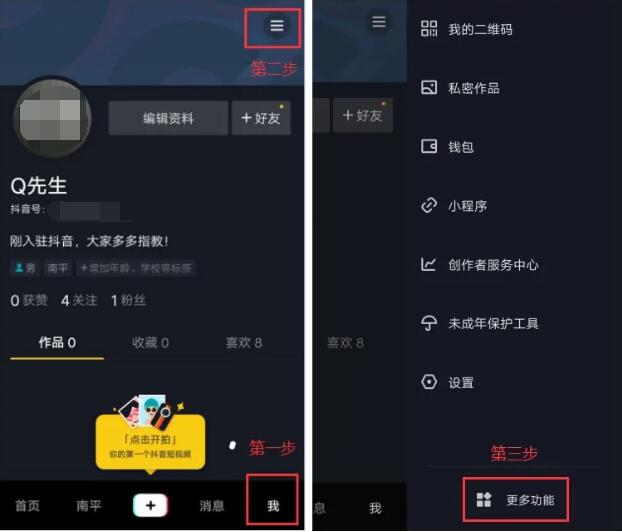 第二步
编辑资料
+好友
Q先生
抖音号:
刚入驻抖音，大家多多指教!
男
南平
+增加年龄、学校等标签
0 获赞 4 关注 1 粉丝
作品 0
收藏 0
喜欢 8
「点击开拍」
你的第一个抖音短视频
第一步
首页
南平
消息
我
+好友
喜欢 8
息
我
我的二维码
私密作品
钱包
小程序
创作者服务中心
未成年保护工具
设置
第三步
更多功能